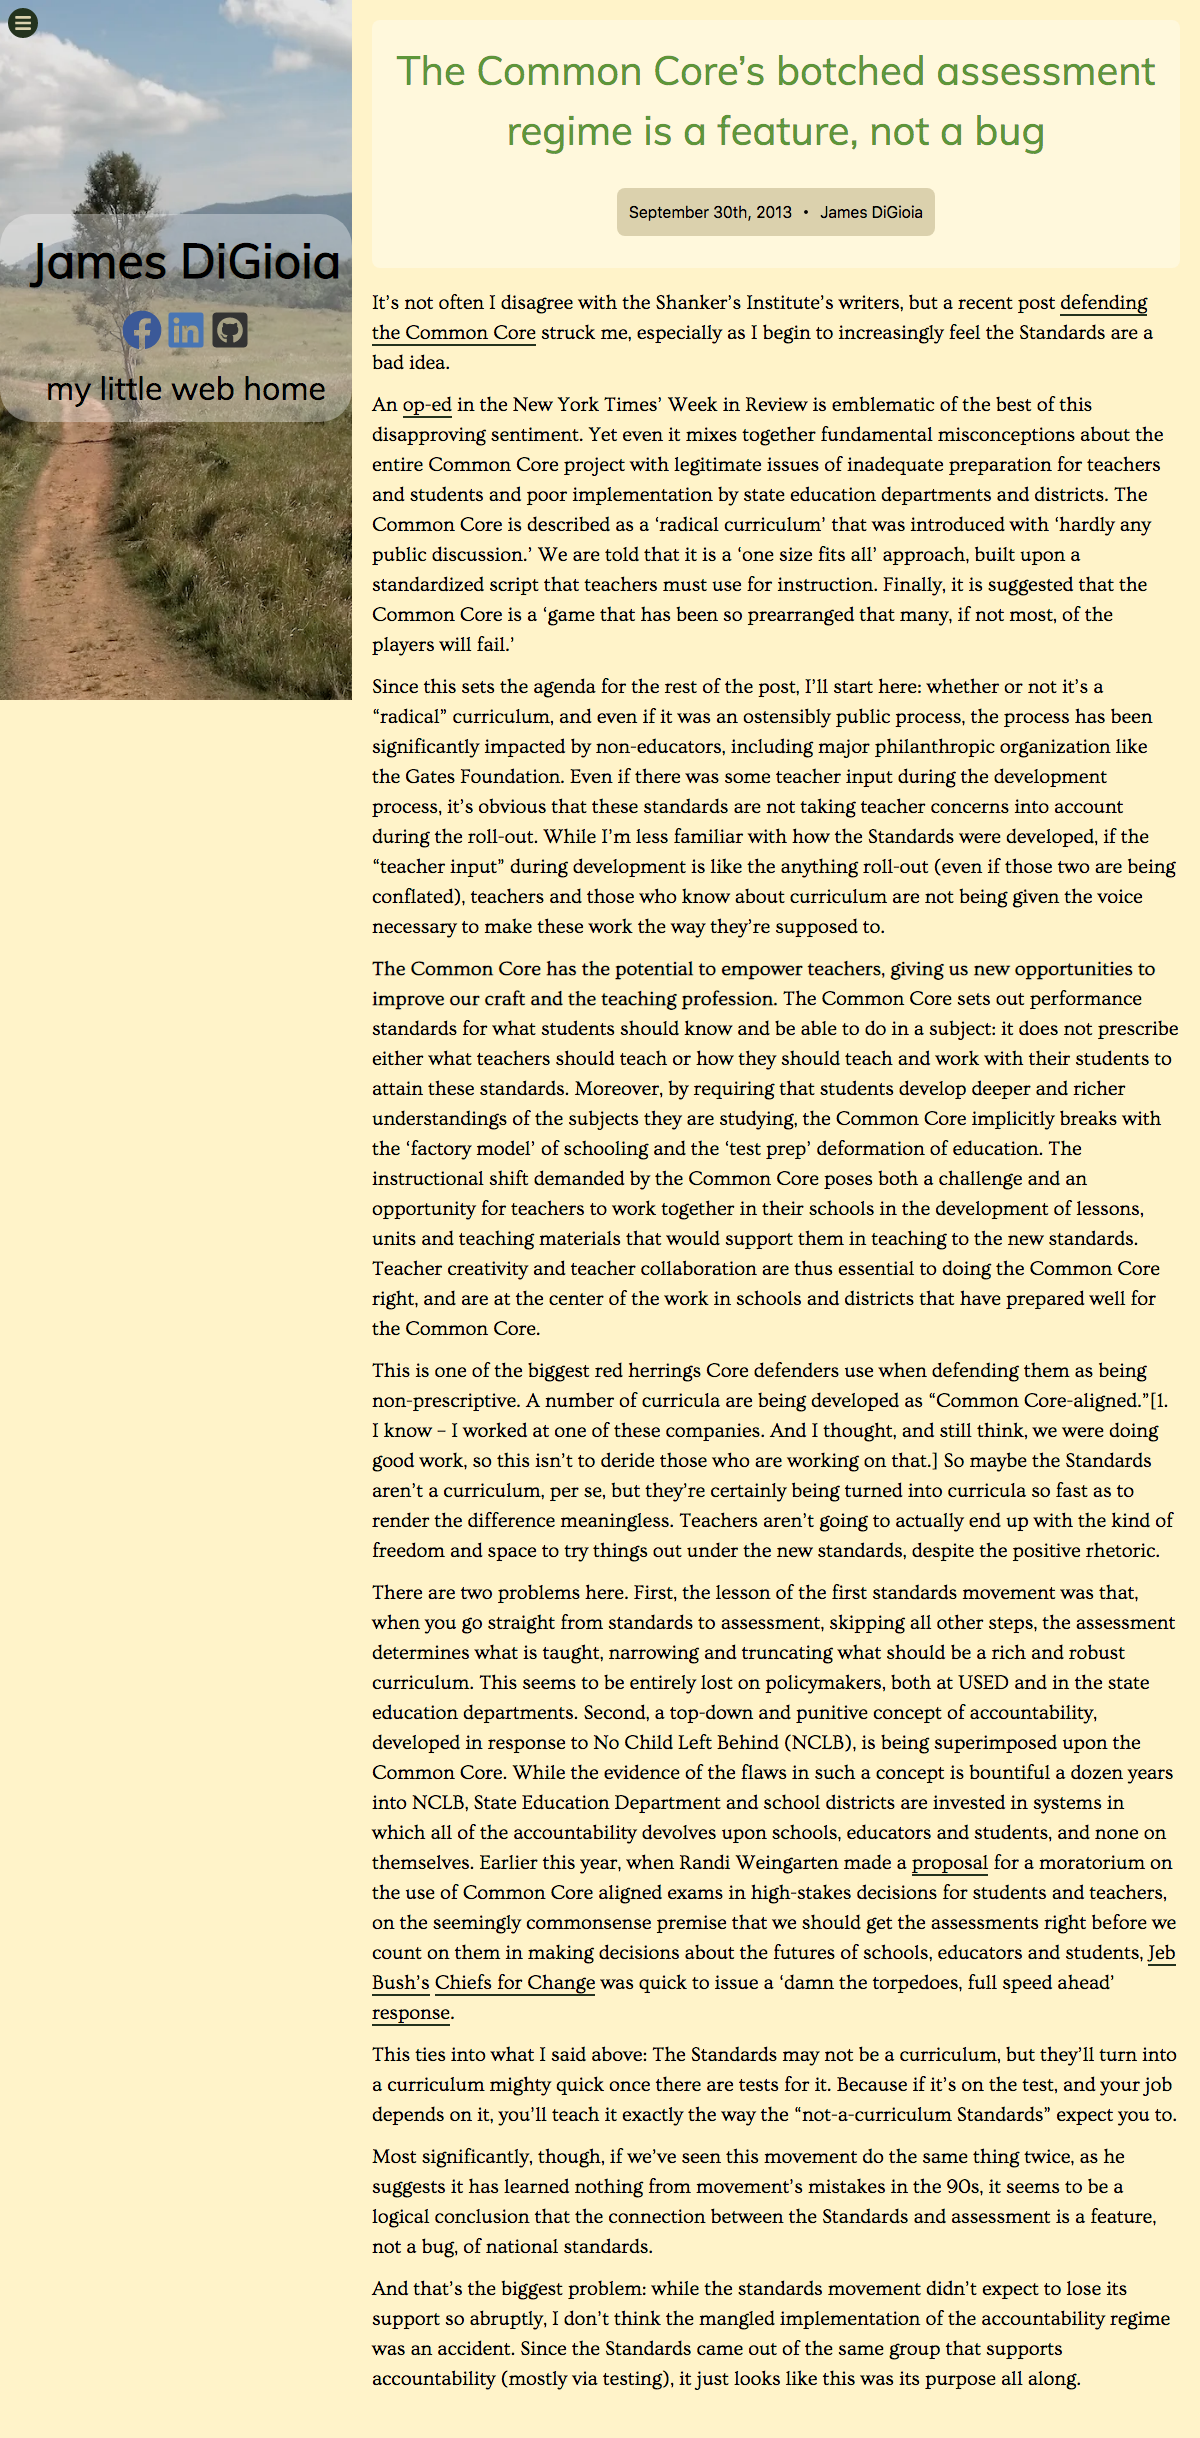 James DiGioia
my little web home
The Common Core’s botched assessment
regime is a feature, not a bug
September 30th, 2013 • James DiGioia
It’s not often I disagree with the Shanker’s Institute’s writers, but a recent post defending
the Common Core struck me, especially as I begin to increasingly feel the Standards are a
bad idea.
An op-ed in the New York Times’ Week in Review is emblematic of the best of this
disapproving sentiment. Yet even it mixes together fundamental misconceptions about the
entire Common Core project with legitimate issues of inadequate preparation for teachers
and students and poor implementation by state education departments and districts. The
Common Core is described as a ‘radical curriculum’ that was introduced with ‘hardly any
public discussion.’ We are told that it is a ‘one size fits all’ approach, built upon a
standardized script that teachers must use for instruction. Finally, it is suggested that the
Common Core is a ‘game that has been so prearranged that many, if not most, of the
players will fail.’
Since this sets the agenda for the rest of the post, I’ll start here: whether or not it’s a
“radical” curriculum, and even if it was an ostensibly public process, the process has been
significantly impacted by non-educators, including major philanthropic organization like
the Gates Foundation. Even if there was some teacher input during the development
process, it’s obvious that these standards are not taking teacher concerns into account
during the roll-out. While I’m less familiar with how the Standards were developed, if the
“teacher input” during development is like the anything roll-out (even if those two are being
conflated), teachers and those who know about curriculum are not being given the voice
necessary to make these work the way they’re supposed to.
The Common Core has the potential to empower teachers, giving us new opportunities to
improve our craft and the teaching profession. The Common Core sets out performance
standards for what students should know and be able to do in a subject: it does not prescribe
either what teachers should teach or how they should teach and work with their students to
attain these standards. Moreover, by requiring that students develop deeper and richer
understandings of the subjects they are studying, the Common Core implicitly breaks with
the ‘factory model’ of schooling and the ‘test prep’ deformation of education. The
instructional shift demanded by the Common Core poses both a challenge and an
opportunity for teachers to work together in their schools in the development of lessons,
units and teaching materials that would support them in teaching to the new standards.
Teacher creativity and teacher collaboration are thus essential to doing the Common Core
right, and are at the center of the work in schools and districts that have prepared well for
the Common Core.
This is one of the biggest red herrings Core defenders use when defending them as being
non-prescriptive. A number of curricula are being developed as “Common Core-aligned.”[1.
I know – I worked at one of these companies. And I thought, and still think, we were doing
good work, so this isn’t to deride those who are working on that.] So maybe the Standards
aren’t a curriculum, per se, but they’re certainly being turned into curricula so fast as to
render the difference meaningless. Teachers aren’t going to actually end up with the kind of
freedom and space to try things out under the new standards, despite the positive rhetoric.
There are two problems here. First, the lesson of the first standards movement was that,
when you go straight from standards to assessment, skipping all other steps, the assessment
determines what is taught, narrowing and truncating what should be a rich and robust
curriculum. This seems to be entirely lost on policymakers, both at USED and in the state
education departments. Second, a top-down and punitive concept of accountability,
developed in response to No Child Left Behind (NCLB), is being superimposed upon the
Common Core. While the evidence of the flaws in such a concept is bountiful a dozen years
into NCLB, State Education Department and school districts are invested in systems in
which all of the accountability devolves upon schools, educators and students, and none on
themselves. Earlier this year, when Randi Weingarten made a proposal for a moratorium on
the use of Common Core aligned exams in high-stakes decisions for students and teachers,
on the seemingly commonsense premise that we should get the assessments right before we
count on them in making decisions about the futures of schools, educators and students, Jeb
Bush’s Chiefs for Change was quick to issue a ‘damn the torpedoes, full speed ahead’
response.
This ties into what I said above: The Standards may not be a curriculum, but they’ll turn into
a curriculum mighty quick once there are tests for it. Because if it’s on the test, and your job
depends on it, you’ll teach it exactly the way the “not-a-curriculum Standards” expect you to.
Most significantly, though, if we’ve seen this movement do the same thing twice, as he
suggests it has learned nothing from movement’s mistakes in the 90s, it seems to be a
logical conclusion that the connection between the Standards and assessment is a feature,
not a bug, of national standards.
And that’s the biggest problem: while the standards movement didn’t expect to lose its
support so abruptly, I don’t think the mangled implementation of the accountability regime
was an accident. Since the Standards came out of the same group that supports
accountability (mostly via testing), it just looks like this was its purpose all along.